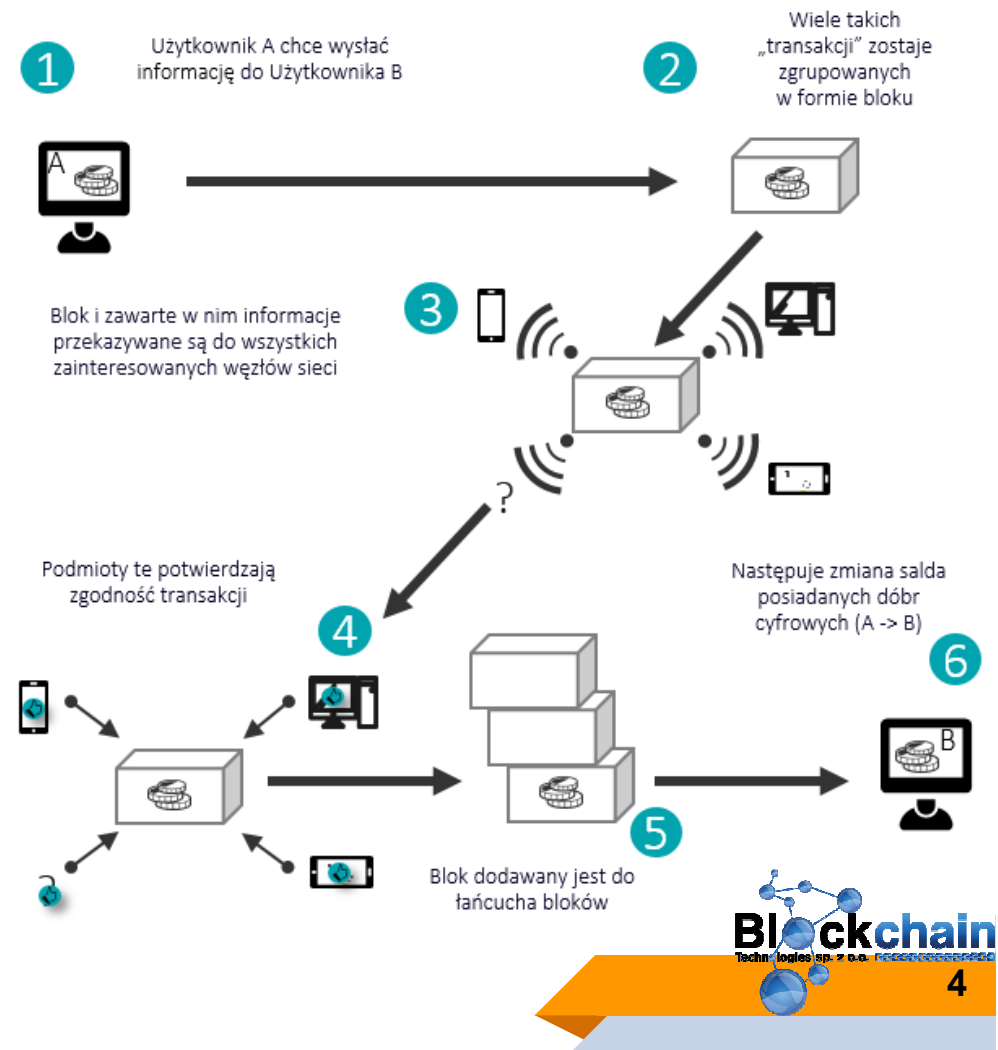 1
Użytkownik A chce wysłać
informację do Użytkownika B
2
Wiele takich
„transakcji” zostaje
zgrupowanych
w formie bloku
A
3
Blok i zawarte w nim informacje
przekazywane są do wszystkich
zainteresowanych węzłów sieci
?
Podmioty te potwierdzają
zgodność transakcji
4
Następuje zmiana salda
posiadanych dóbr
cyfrowych (A -> B)
6
B
5
Blok dodawany jest do
łańcucha bloków
Blockchain
Technologies sp. z o.o.
4